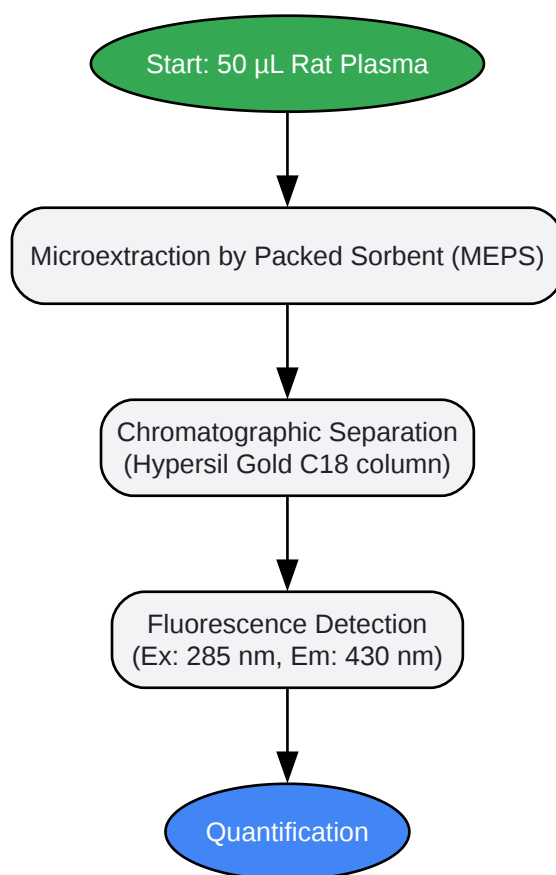 Start: 50 µL Rat Plasma
Microextraction by Packed Sorbent (MEPS)
Chromatographic Separation
(Hypersil Gold C18 column)
Fluorescence Detection
(Ex: 285 nm, Em: 430 nm)
Quantification